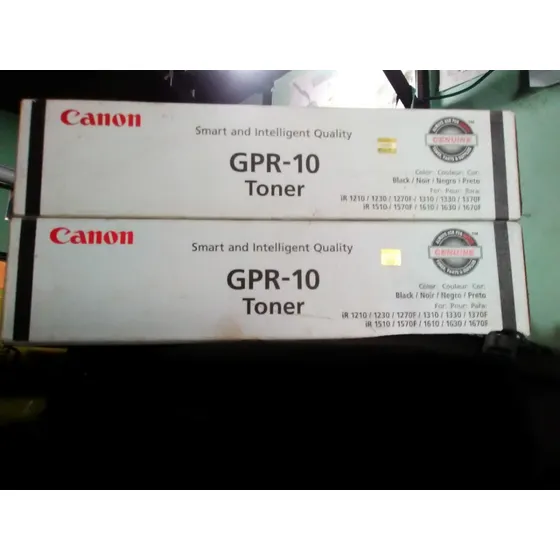 Canon
Smart and Intelligent Quality
GPR-10
Toner
GENUINE
Color: Couleur: Cor:
Black / Noir / Negro / Preto
For: Pour: Para:
iR 1210 / 1230 / 1270F / 1310 / 1330 / 1370F
iR 1510 / 1570F / 1610 / 1630 / 1670F
Canon
Smart and Intelligent Quality
GPR-10
Toner
GENUINE
Color: Couleur: Cor:
Black / Noir / Negro / Preto
For: Pour: Para:
iR 1210 / 1230 / 1270F / 1310 / 1330 / 1370F
iR 1510 / 1570F / 1610 / 1630 / 1670F